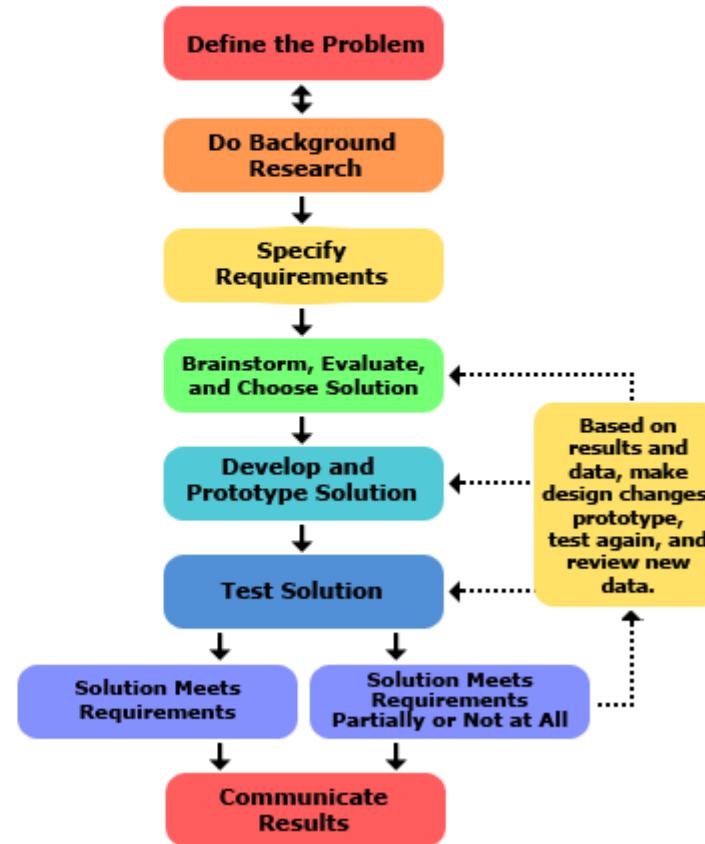 Define the Problem
Do Background
Research
Specify
Requirements
Brainstorm, Evaluate,
and Choose Solution
Develop and
Prototype Solution
Based on
results and
data, make
design changes,
prototype,
test again, and
review new
data.
Test Solution
Solution Meets
Requirements
Solution Meets
Requirements
Partially or Not at All
Communicate
Results